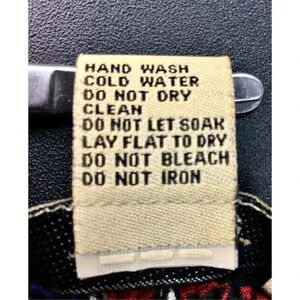 HAND WASH
COLD WATER
DO NOT DRY
CLEAN
DO NOT LET SOAK
LAY FLAT TO DRY
DO NOT BLEACH
DO NOT IRON